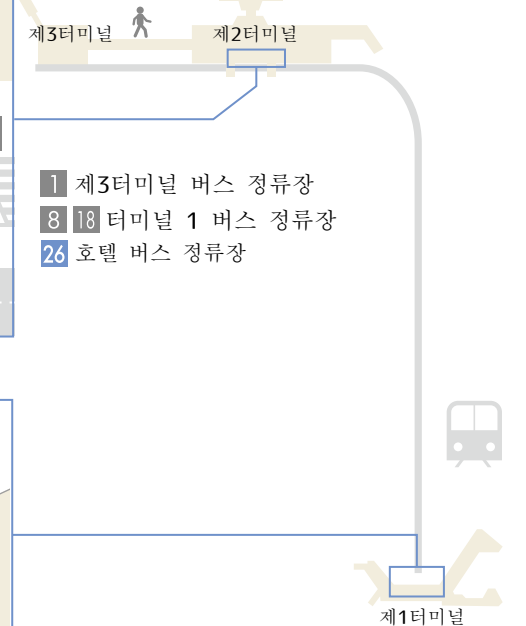 제3터미널 제2터미널
1 제3터미널 버스 정류장
8 18 터미널 1 버스 정류장
26 호텔 버스 정류장
제1터미널